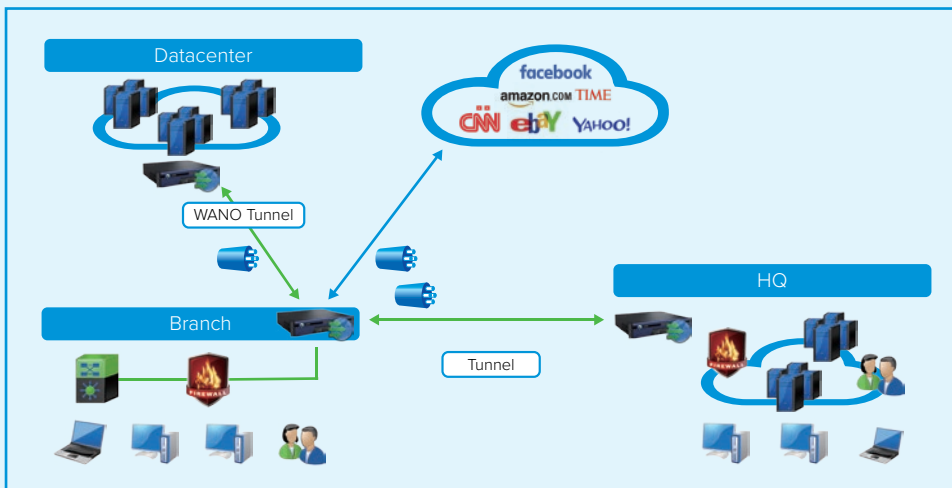 Datacenter
facebook
amazon.com TIME
CNN ebaY YAHOO!
WANO Tunnel
HQ
Branch
Tunnel
FIREWALL
FIREWALL